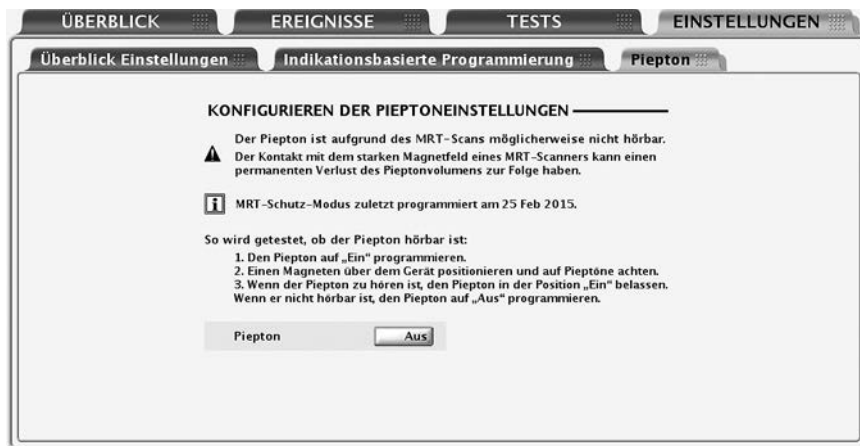 ÜBERBLICK EREIGNISSE TESTS EINSTELLUNGEN
Überblick Einstellungen Indikationsbasierte Programmierung Piepton
KONFIGURIEREN DER PIEPTONEINSTELLUNGEN
Der Piepton ist aufgrund des MRT-Scans möglicherweise nicht hörbar.
Der Kontakt mit dem starken Magnetfeld eines MRT-Scanners kann einen
permanenten Verlust des Pieptonvolumens zur Folge haben.
i MRT-Schutz-Modus zuletzt programmiert am 25 Feb 2015.
So wird getestet, ob der Piepton hörbar ist:
1. Den Piepton auf „Ein" programmieren.
2. Einen Magneten über dem Gerät positionieren und auf Pieptöne achten.
3. Wenn der Piepton zu hören ist, den Piepton in der Position „Ein" belassen.
Wenn er nicht hörbar ist, den Piepton auf „Aus" programmieren.
Piepton Aus